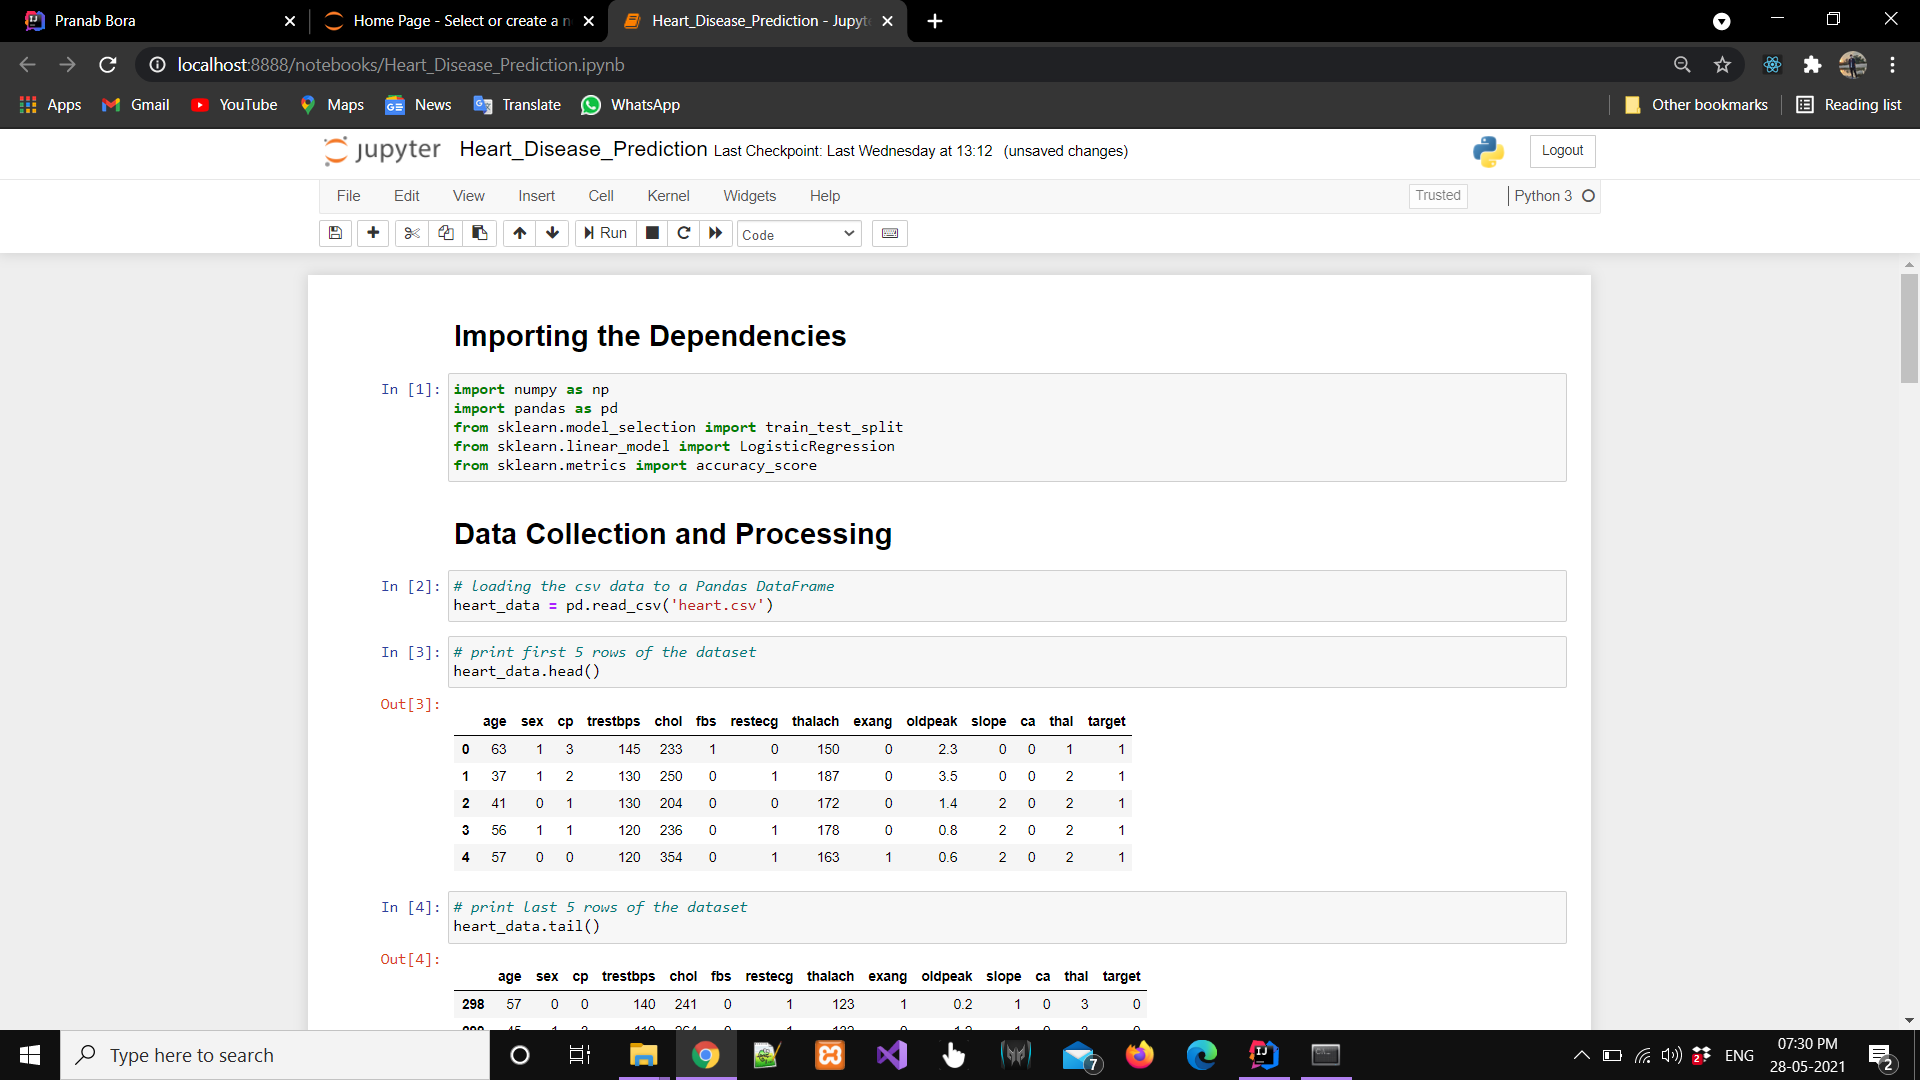 Pranab Bora
Home Page - Select or create a n
Heart_Disease_Prediction - Jupyt
localhost:8888/notebooks/Heart_Disease_Prediction.ipynb
Apps Gmail YouTube Maps News Translate WhatsApp Other bookmarks Reading list
jupyter Heart_Disease_Prediction Last Checkpoint: Last Wednesday at 13:12 (unsaved changes) Logout
File Edit View Insert Cell Kernel Widgets Help Trusted Python 3
Run Code
Importing the Dependencies
In [1]: import numpy as np
import pandas as pd
from sklearn.model_selection import train_test_split
from sklearn.linear_model import LogisticRegression
from sklearn.metrics import accuracy_score
Data Collection and Processing
In [2]: # loading the csv data to a Pandas DataFrame
heart_data = pd.read_csv('heart.csv')
In [3]: # print first 5 rows of the dataset
heart_data.head()
Out[3]:
age sex cp trestbps chol fbs restecg thalach exang oldpeak slope ca thal target
0 63 1 3 145 233 1 0 150 0 2.3 0 0 1 1
1 37 1 2 130 250 0 1 187 0 3.5 0 0 2 1
2 41 0 1 130 204 0 0 172 0 1.4 2 0 2 1
3 56 1 1 120 236 0 1 178 0 0.8 2 0 2 1
4 57 0 0 120 354 0 1 163 1 0.6 2 0 2 1
In [4]: # print last 5 rows of the dataset
heart_data.tail()
Out[4]:
age sex cp trestbps chol fbs restecg thalach exang oldpeak slope ca thal target
298 57 0 0 140 241 0 1 123 1 0.2 1 0 3 0
Type here to search
7
2
ENG
07:30 PM
28-05-2021
2